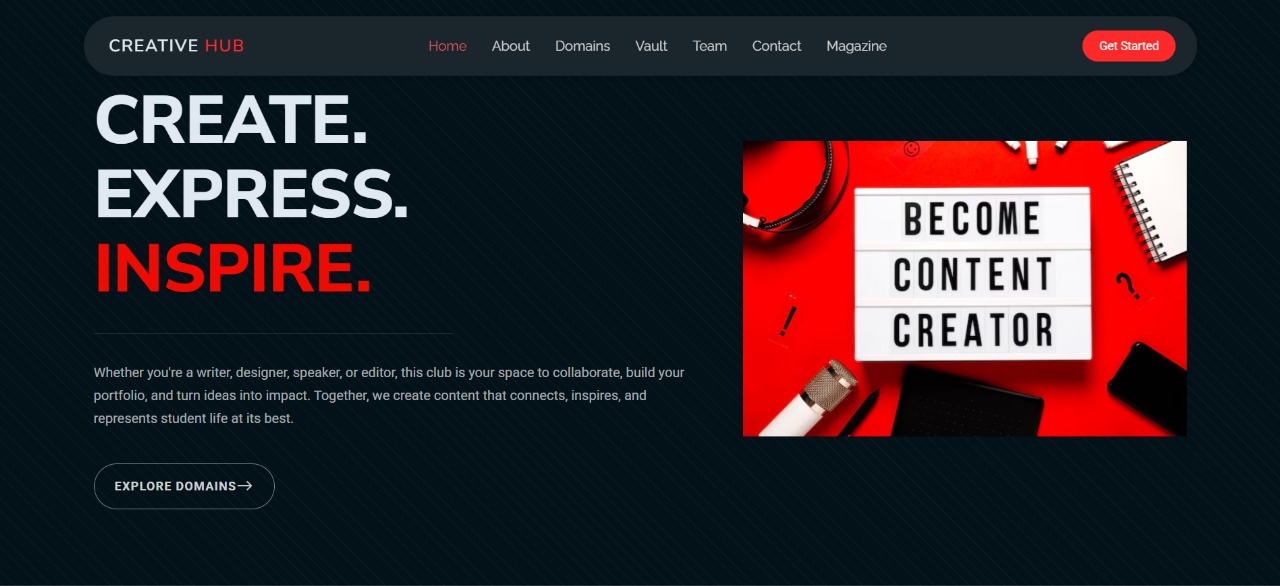 CREATIVE HUB
Home About Domains Vault Team Contact Magazine
Get Started
CREATE.
EXPRESS.
INSPIRE.
Whether you're a writer, designer, speaker, or editor, this club is your space to collaborate, build your
portfolio, and turn ideas into impact. Together, we create content that connects, inspires, and
represents student life at its best.
EXPLORE DOMAINS→
BECOME
CONTENT
CREATOR
!
?